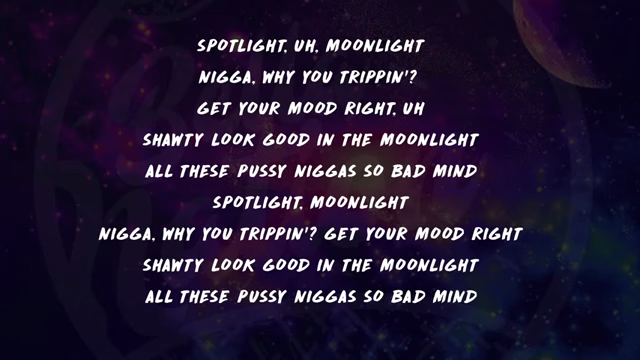 SPOTLIGHT, UH, MOONLIGHT
NIGGA, WHY YOU TRIPPIN'?
GET YOUR MOOD RIGHT, UH
SHAWTY LOOK GOOD IN THE MOONLIGHT
ALL THESE PUSSY NIGGAS SO BAD MIND
SPOTLIGHT, MOONLIGHT
NIGGA, WHY YOU TRIPPIN'? GET YOUR MOOD RIGHT
SHAWTY LOOK GOOD IN THE MOONLIGHT
ALL THESE PUSSY NIGGAS SO BAD MIND